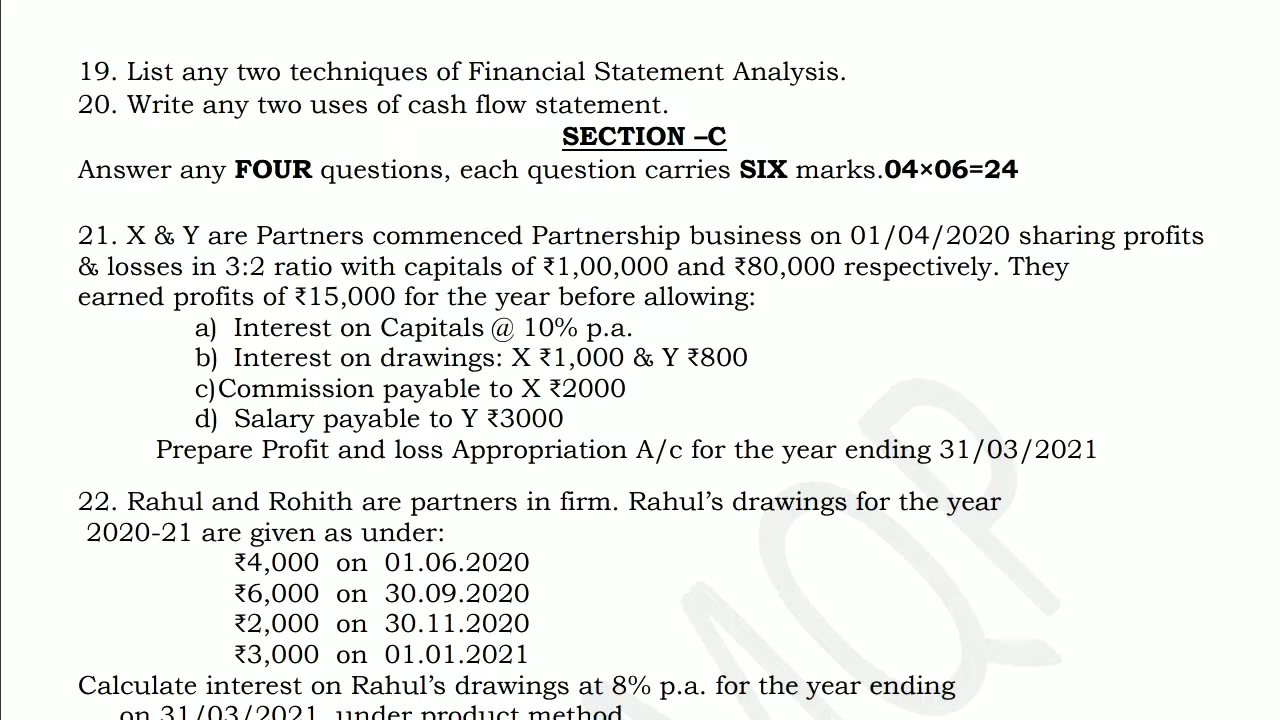 19. List any two techniques of Financial Statement Analysis.
20. Write any two uses of cash flow statement.
SECTION –C
Answer any FOUR questions, each question carries SIX marks.04×06=24
21. X & Y are Partners commenced Partnership business on 01/04/2020 sharing profits
& losses in 3:2 ratio with capitals of ₹1,00,000 and ₹80,000 respectively. They
earned profits of ₹15,000 for the year before allowing:
a) Interest on Capitals @ 10% p.a.
b) Interest on drawings: X ₹1,000 & Y ₹800
c)Commission payable to X ₹2000
d) Salary payable to Y ₹3000
Prepare Profit and loss Appropriation A/c for the year ending 31/03/2021
22. Rahul and Rohith are partners in firm. Rahul’s drawings for the year
2020-21 are given as under:
₹4,000 on 01.06.2020
₹6,000 on 30.09.2020
₹2,000 on 30.11.2020
₹3,000 on 01.01.2021
Calculate interest on Rahul’s drawings at 8% p.a. for the year ending
on 31/03/2021, under product method.
MQP